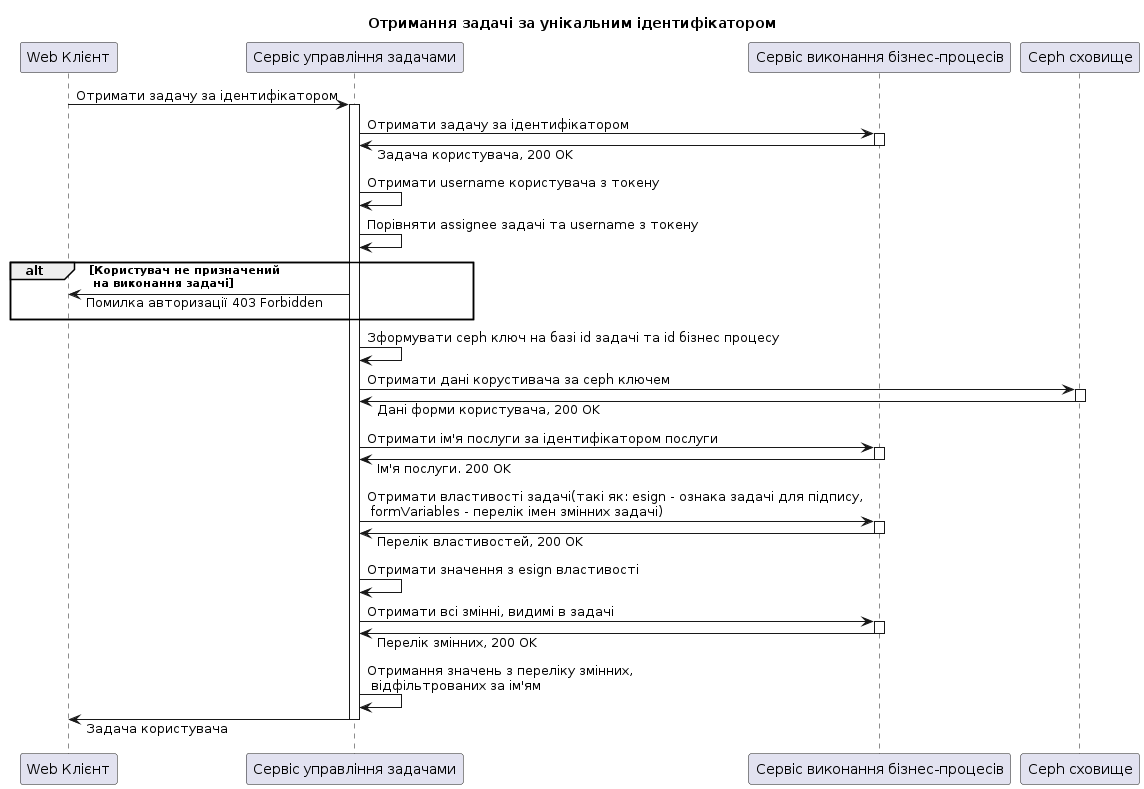 Отримання задачі за унікальним ідентифікатором
Web Клієнт
Сервіс управління задачами
Сервіс виконання бізнес-процесів
Ceph сховище
Отримати задачу за ідентифікатором
Отримати задачу за ідентифікатором
Задача користувача, 200 OK
Отримати username користувача з токену
Порівняти assignee задачі та username з токену
alt
[Користувач не призначений
на виконання задачі]
Помилка авторизації 403 Forbidden
Зформувати ceph ключ на базі id задачі та id бізнес процесу
Отримати дані корустивача за ceph ключем
Дані форми користувача, 200 OK
Отримати ім'я послуги за ідентифікатором послуги
Ім'я послуги. 200 OK
Отримати властивості задачі(такі як: esign - ознака задачі для підпису,
formVariables - перелік імен змінних задачі)
Перелік властивостей, 200 OK
Отримати значення з esign властивості
Отримати всі змінні, видимі в задачі
Перелік змінних, 200 OK
Отримання значень з переліку змінних,
відфільтрованих за ім'ям
Задача користувача
Web Клієнт
Сервіс управління задачами
Сервіс виконання бізнес-процесів
Ceph сховище